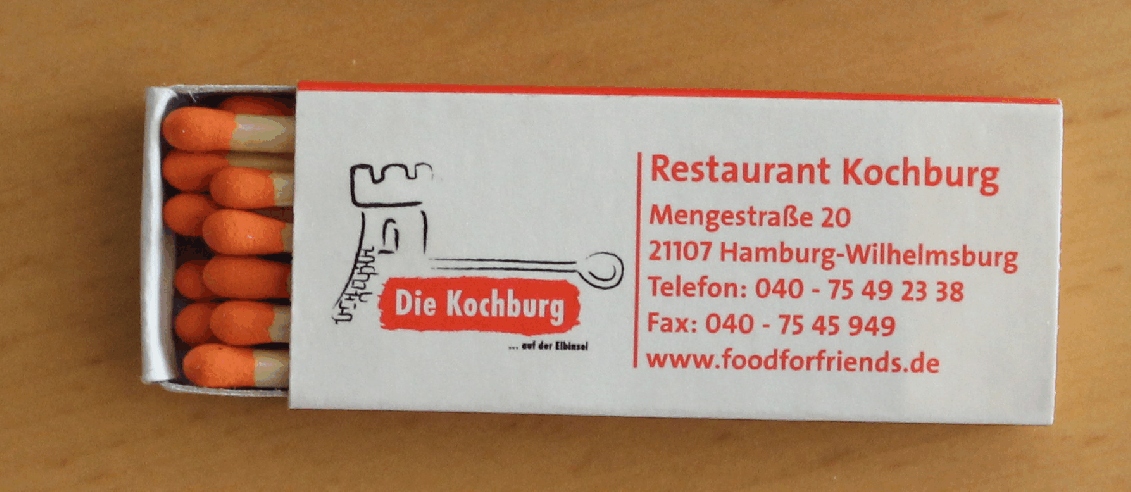 Die Kochburg
.... auf der Elbinsel
Restaurant Kochburg
Mengestraße 20
21107 Hamburg-Wilhelmsburg
Telefon: 040 - 75 49 23 38
Fax: 040 - 75 45 949
www.foodforfriends.de